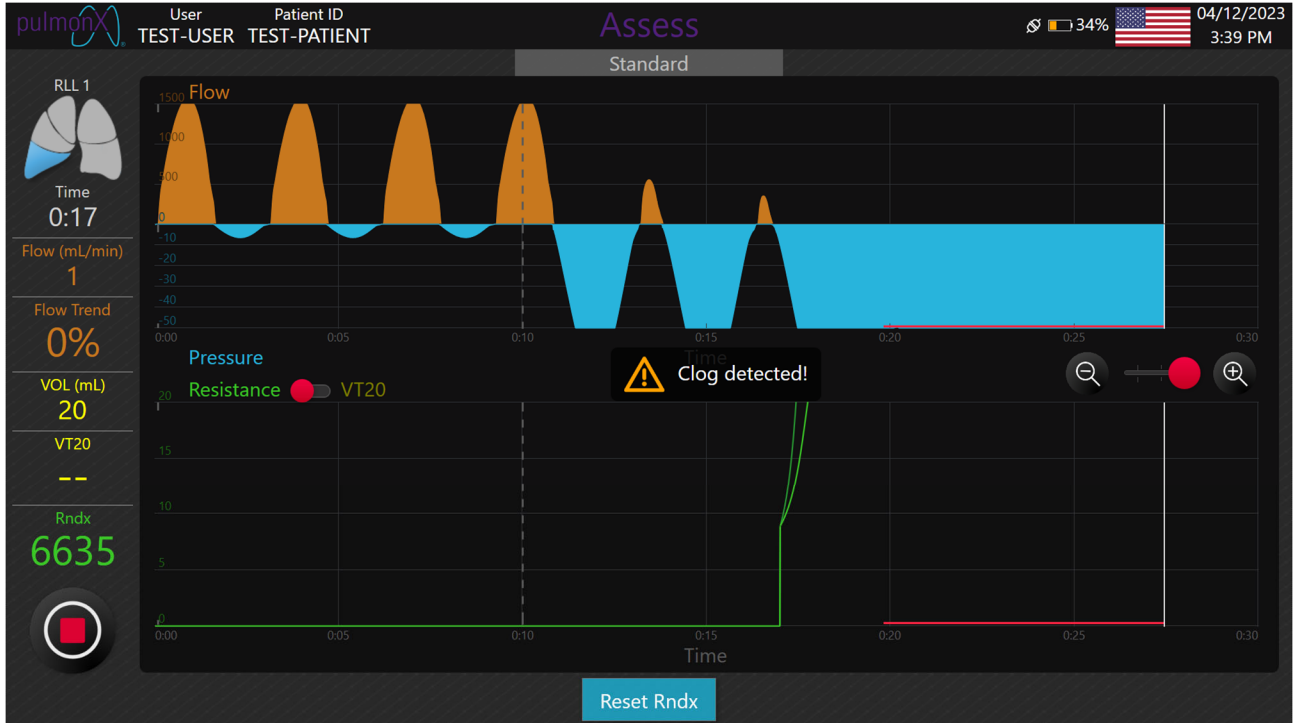 pulmonX
User
TEST-USER
Patient ID
TEST-PATIENT
Assess
34%
04/12/2023
3:39 PM
Standard
RLL 1
Time
0:17
Flow (mL/min)
1
Flow Trend
0%
VOL (mL)
20
VT20
--
Rndx
6635
Flow
1500
1000
500
0
-10
-20
-30
-40
-50
0:00 0:05 0:10 0:15 0:20 0:25 0:30
Time
Pressure
Clog detected!
Resistance VT20
20
15
10
5
0
0:00 0:05 0:10 0:15 0:20 0:25 0:30
Time
Reset Rndx